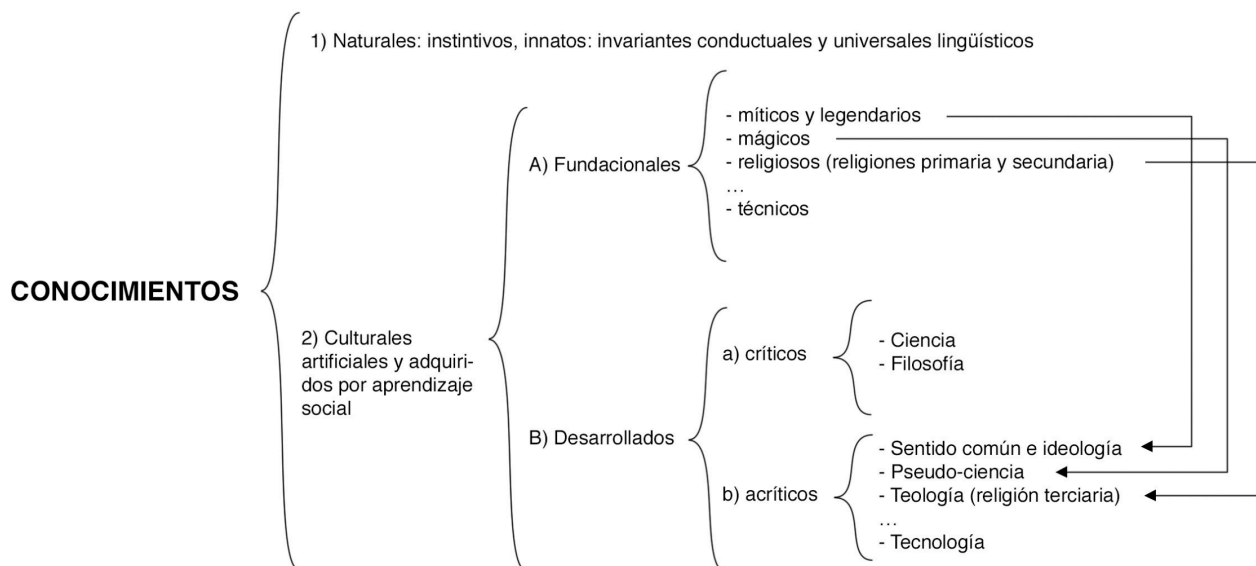 1) Naturales: instintivos, innatos: invariantes conductuales y universales lingüísticos
- míticos y legendarios
- mágicos
A) Fundacionales
- religiosos (religiones primaria y secundaria)
…
- técnicos
CONOCIMIENTOS
2) Culturales
artificiales y adquiri-
dos por aprendizaje
social
a) críticos
- Ciencia
- Filosofía
B) Desarrollados
b) acríticos
- Sentido común e ideología
- Pseudo-ciencia
- Teología (religión terciaria)
…
- Tecnología